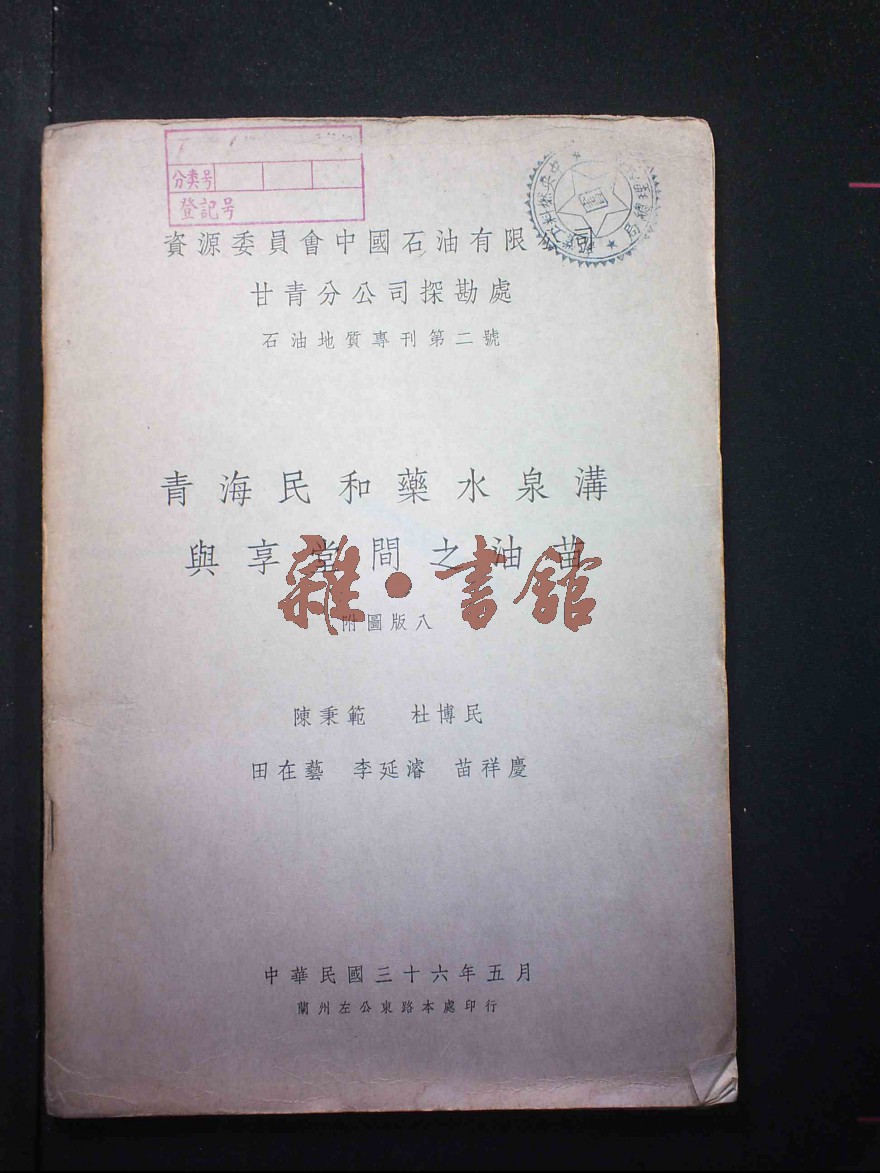 分类号
登記号
資源委員會中國石油有限公司
甘青分公司探勘處
石油地質專刊第二號
青海民和藥水泉溝
與享堂間之油苗
雜·書館
附圖版八
陳秉範 杜博民
田在藝 李延濬 苗祥慶
中華民國三十六年五月
蘭州左公東路本處印行